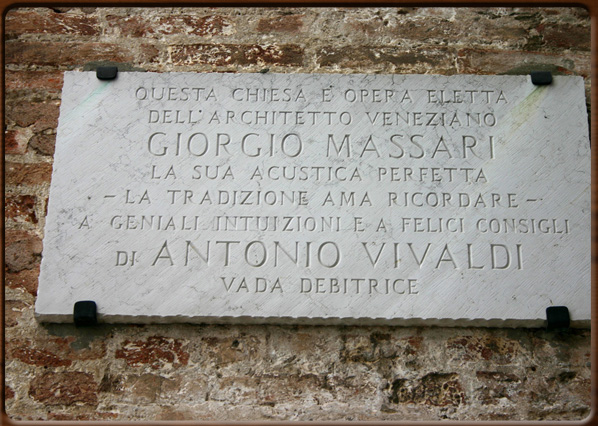 QUESTA CHIESA È OPERA ELETTA
DELL'ARCHITETTO VENEZIANO
GIORGIO MASSARI
LA SUA ACUSTICA PERFETTA
- LA TRADIZIONE AMA RICORDARE -
A GENIALI INTUIZIONI E A FELICI CONSIGLI
DI ANTONIO VIVALDI
VADA DEBITRICE